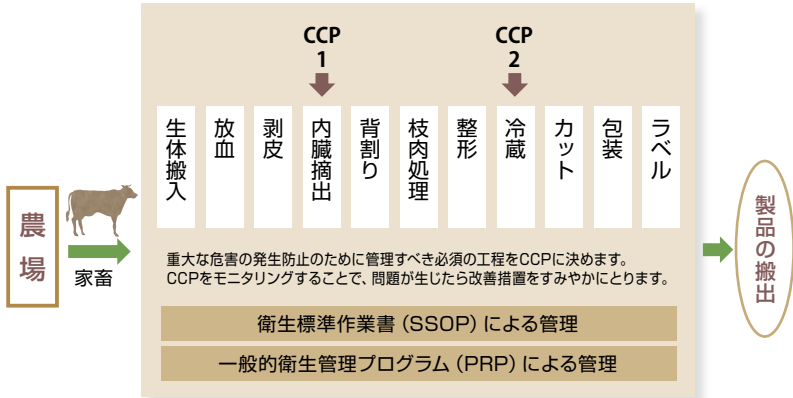 CCP
1
CCP
2
生体搬入
放血
剥皮
内臓摘出
背割り
枝肉処理
整形
冷蔵
カット
包装
ラベル
農場
家畜
製品の搬出
重大な危害の発生防止のために管理すべき必須の工程をCCPに決めます。
CCPをモニタリングすることで、問題が生じたら改善措置をすみやかにとります。
衛生標準作業書（SSOP）による管理
一般的衛生管理プログラム（PRP）による管理